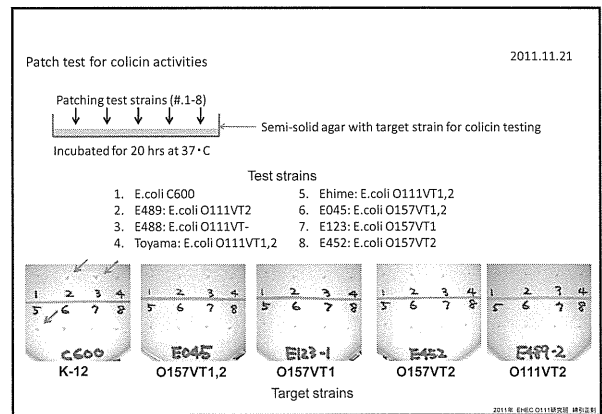 2011.11.21
Patch test for colicin activities
Patching test strains (#.1-8)
Semi-solid agar with target strain for colicin testing
Incubated for 20 hrs at 37・C
Test strains
1. E.coli C600
2. E489: E.coli O111VT2
3. E488: E.coli O111VT-
4. Toyama: E.coli O111VT1,2
5. Ehime: E.coli O111VT1,2
6. E045: E.coli O157VT1,2
7. E123: E.coli O157VT1
8. E452: E.coli O157VT2
1 2 3 4
5 6 7 8
C600
1 2 3 4
5 6 7 8
E045
1 2 3 4
5 6 7 8
E123-1
1 2 3 4
5 6 7 8
E452
1 2 3 4
5 6 7 8
E489-2
K-12
O157VT1,2
O157VT1
O157VT2
O111VT2
Target strains
2011年 EHEC O111研究班